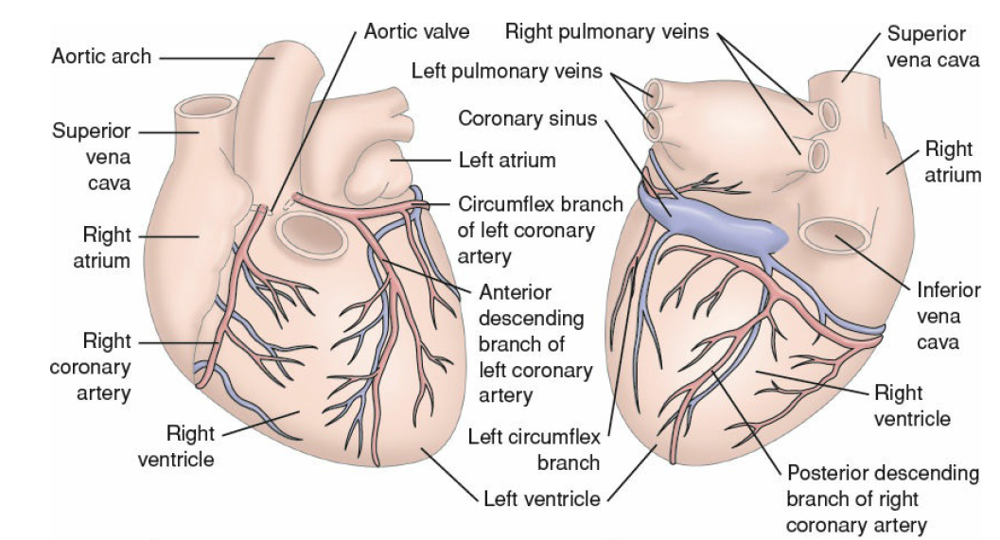 Aortic arch
Superior
vena
cava
Right
atrium
Right
coronary
artery
Right
ventricle
Aortic valve
Left atrium
Circumflex branch
of left coronary
artery
Anterior
descending
branch of
left coronary
artery
Right pulmonary veins
Left pulmonary veins
Coronary sinus
Left circumflex
branch
Left ventricle
Superior
vena cava
Right
atrium
Inferior
vena
cava
Right
ventricle
Posterior descending
branch of right
coronary artery